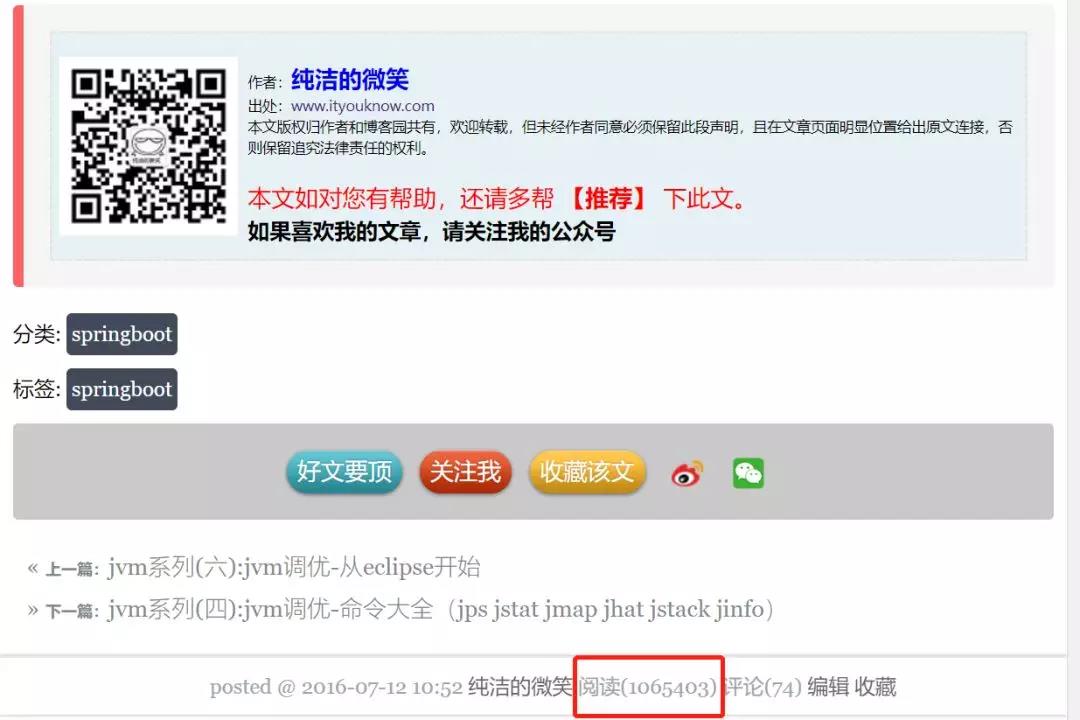 作者：纯洁的微笑
出处：www.ityouknow.com
本文版权归作者和博客园共有，欢迎转载，但未经作者同意必须保留此段声明，且在文章页面明显位置给出原文连接，否
则保留追究法律责任的权利。
本文如对您有帮助，还请多帮 【推荐】 下此文。
如果喜欢我的文章，请关注我的公众号
分类: springboot
标签: springboot
好文要顶 关注我 收藏该文
« 上一篇: jvm系列(六):jvm调优-从eclipse开始
» 下一篇: jvm系列(四):jvm调优-命令大全（jps jstat jmap jhat jstack jinfo）
posted @ 2016-07-12 10:52 纯洁的微笑 阅读(1065403) 评论(74) 编辑 收藏